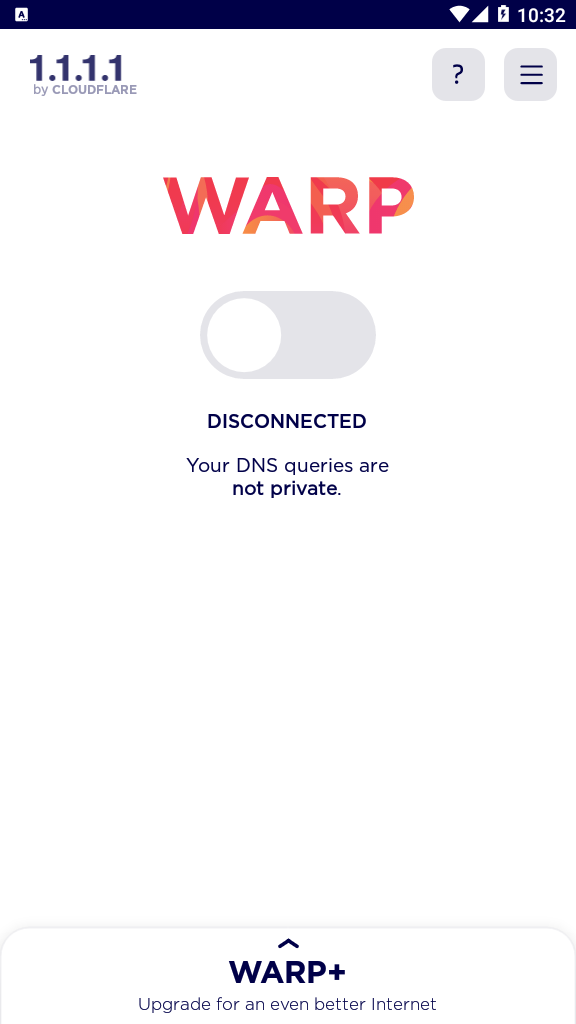 10:32
1.1.1.1
by CLOUDFLARE
?
WARP
DISCONNECTED
Your DNS queries are
not private.
WARP+
Upgrade for an even better Internet